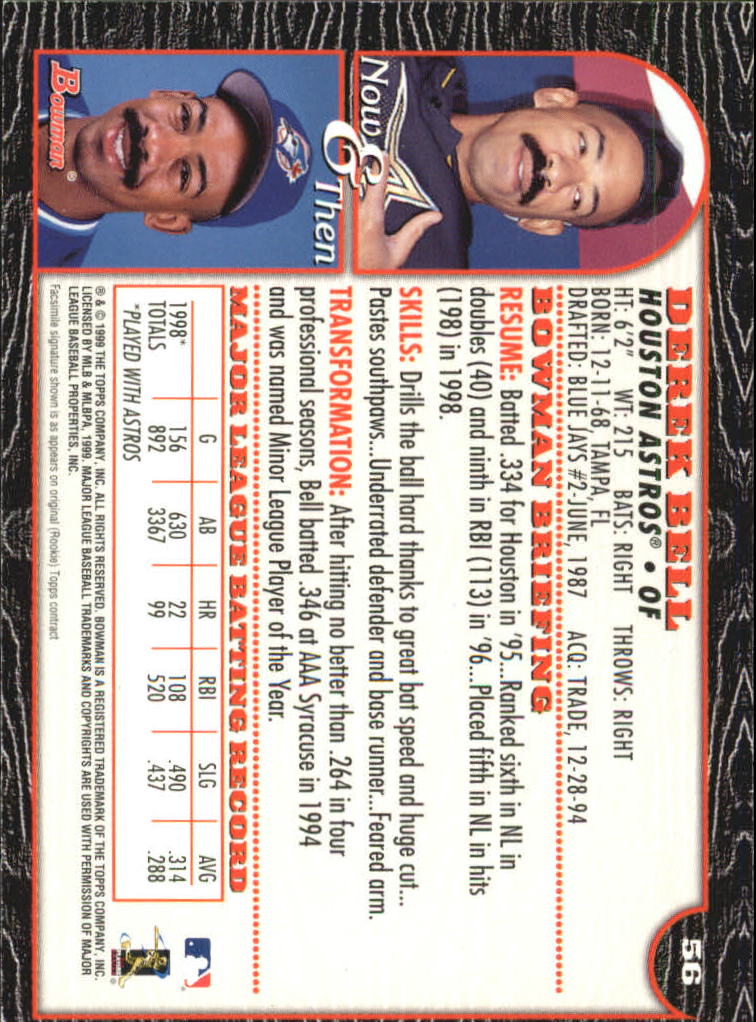 56
DEREK BELL
HOUSTON ASTROS® • OF
HT: 6'2" WT: 215 BATS: RIGHT THROWS: RIGHT
BORN: 12-11-68, TAMPA, FL
DRAFTED: BLUE JAYS #2-JUNE, 1987 ACQ: TRADE, 12-28-94
BOWMAN BRIEFING
RESUME: Batted .334 for Houston in '95...Ranked sixth in NL in
doubles (40) and ninth in RBI (113) in '96...Placed fifth in NL in hits
(198) in 1998.
SKILLS: Drills the ball hard thanks to great bat speed and huge cut...
Pastes southpaws...Underrated defender and base runner...Feared arm.
TRANSFORMATION: After hitting no better than .264 in four
professional seasons, Bell batted .346 at AAA Syracuse in 1994
and was named Minor League Player of the Year.
Now & Then
Bowman®
MAJOR LEAGUE BATTING RECORD
G AB HR RBI SLG AVG
1998* 156 630 22 108 .490 .314
TOTALS 892 3367 99 520 .437 .288
*PLAYED WITH ASTROS
® & © 1999 THE TOPPS COMPANY, INC. ALL RIGHTS RESERVED. BOWMAN IS A REGISTERED TRADEMARK OF THE TOPPS COMPANY, INC.
LICENSED BY MLB & MLBPA, 1999. MAJOR LEAGUE BASEBALL TRADEMARKS AND COPYRIGHTS ARE USED WITH PERMISSION OF MAJOR
LEAGUE BASEBALL PROPERTIES, INC.
Facsimile signature shown is as appears on original (Rookie) Topps contract